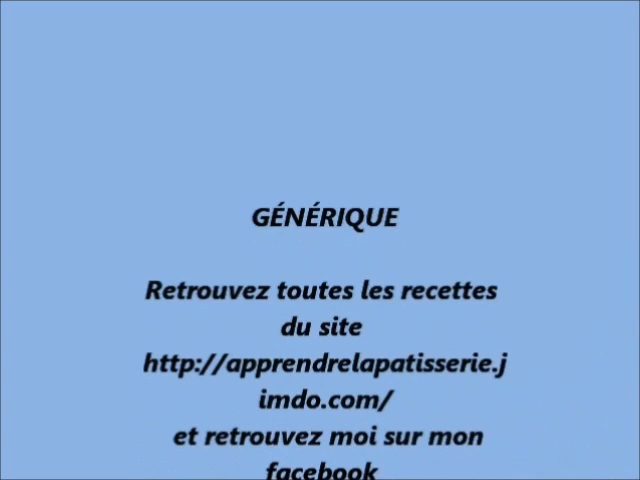 GÉNÉRIQUE
Retrouvez toutes les recettes
du site
http://apprendrelapatisserie.j
imdo.com/
et retrouvez moi sur mon
facebook